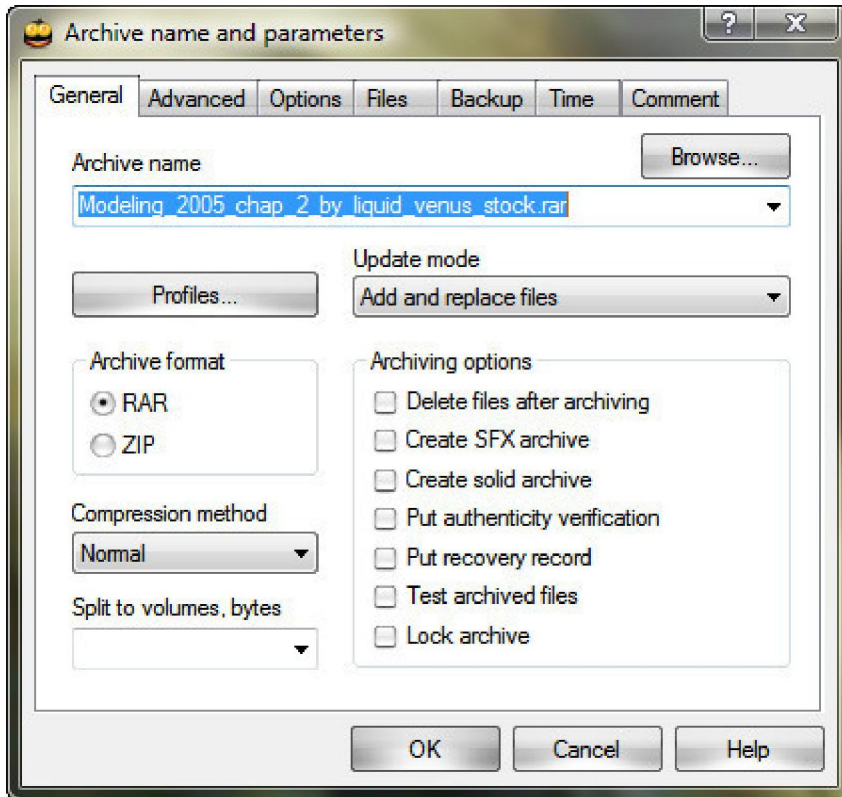 Archive name and parameters
General Advanced Options Files Backup Time Comment
Archive name
Browse...
Modeling_2005_chap_2_by_liquid_venus_stock.rar
Update mode
Profiles...
Add and replace files
Archive format
RAR
ZIP
Archiving options
Delete files after archiving
Create SFX archive
Create solid archive
Put authenticity verification
Put recovery record
Test archived files
Lock archive
Compression method
Normal
Split to volumes, bytes
OK Cancel Help